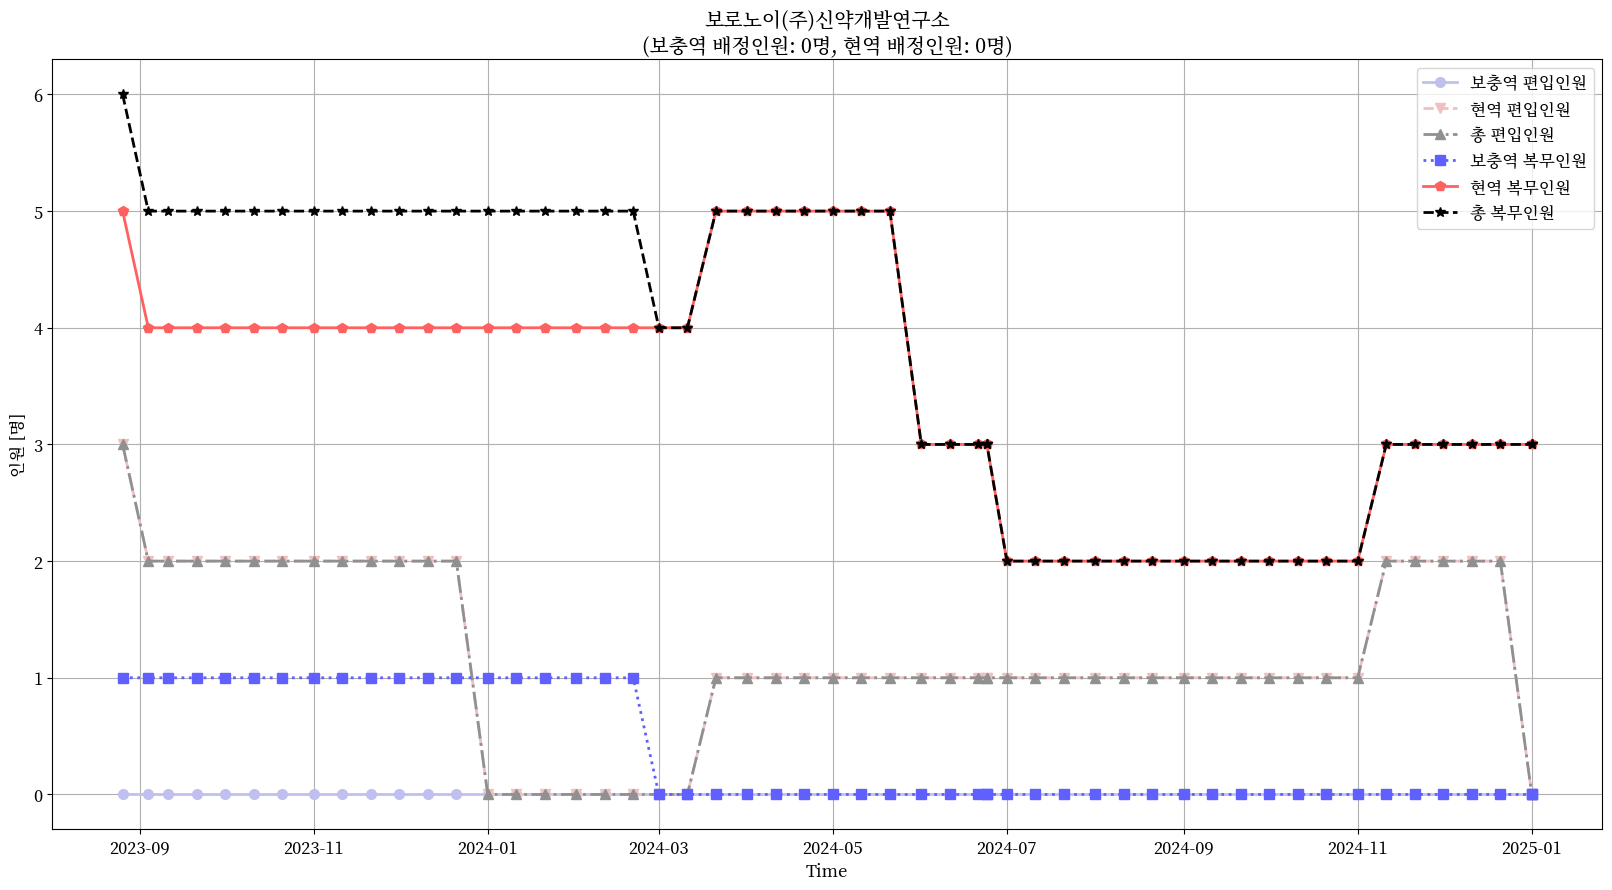 보로노이(주)신약개발연구소
(보충역 배정인원: 0명, 현역 배정인원: 0명)
보충역 편입인원
현역 편입인원
총 편입인원
보충역 복무인원
현역 복무인원
총 복무인원
인원 [명]
6
5
4
3
2
1
0
2023-09
2023-11
2024-01
2024-03
2024-05
2024-07
2024-09
2024-11
2025-01
Time